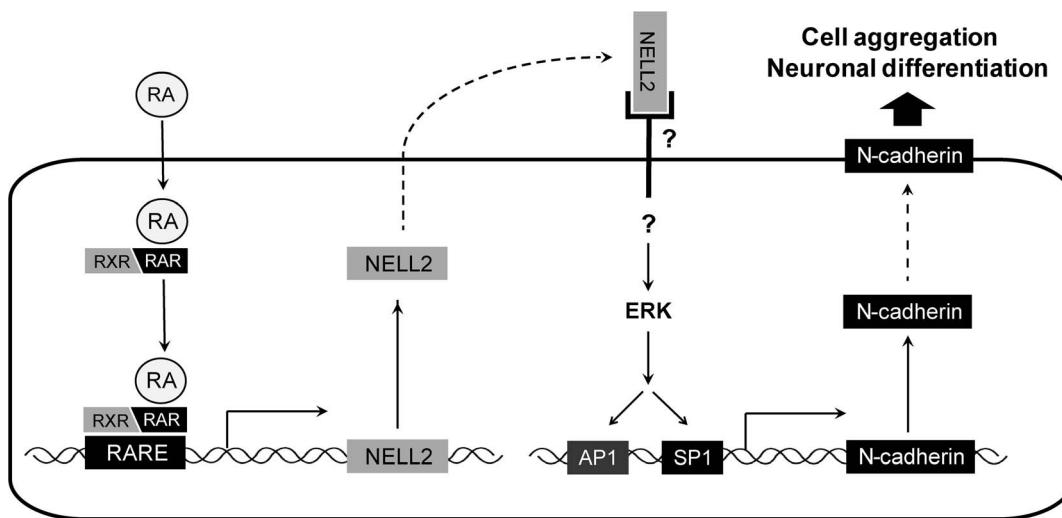 Cell aggregation
Neuronal differentiation
NELL2
RA
?
N-cadherin
RA
RXR RAR
?
NELL2
ERK
N-cadherin
RA
RXR RAR
RARE
NELL2
AP1
SP1
N-cadherin